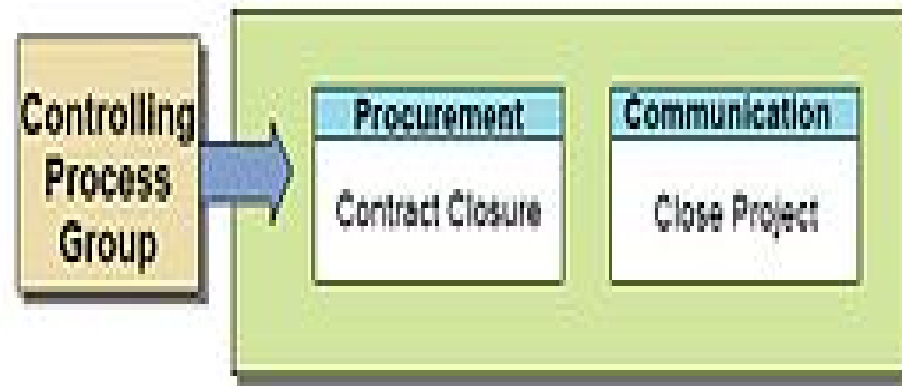 Controlling
Process
Group
Procurement
Contract Closure
Communication
Close Project